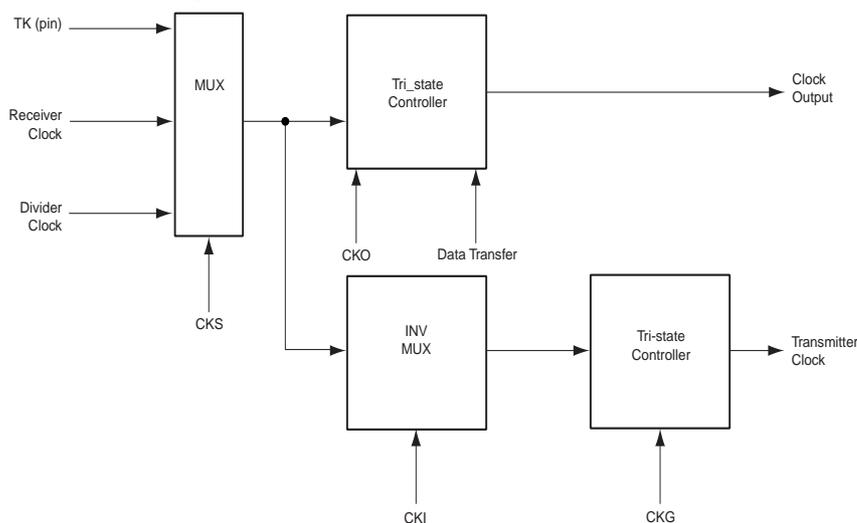 TK (pin)
MUX
Tri_state
Controller
Clock
Output
Receiver
Clock
Divider
Clock
CKO
Data Transfer
CKS
INV
MUX
Tri-state
Controller
Transmitter
Clock
CKI
CKG